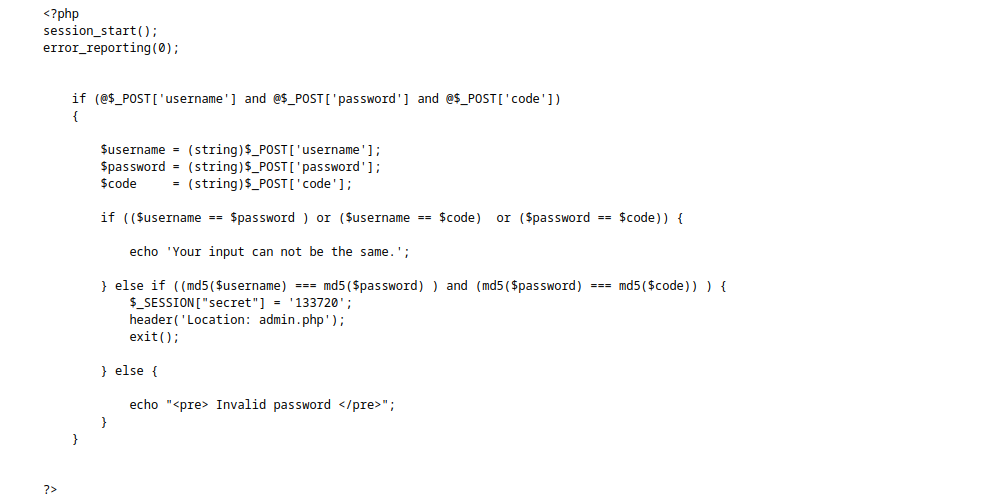 <?php
session_start();
error_reporting(0);
if (@$_POST['username'] and @$_POST['password'] and @$_POST['code'])
{
$username = (string)$_POST['username'];
$password = (string)$_POST['password'];
$code     = (string)$_POST['code'];
if (($username == $password ) or ($username == $code)  or ($password == $code)) {
echo 'Your input can not be the same.';
} else if ((md5($username) === md5($password) ) and (md5($password) === md5($code)) ) {
$_SESSION["secret"] = '133720';
header('Location: admin.php');
exit();
} else {
echo "<pre> Invalid password </pre>";
}
}
?>